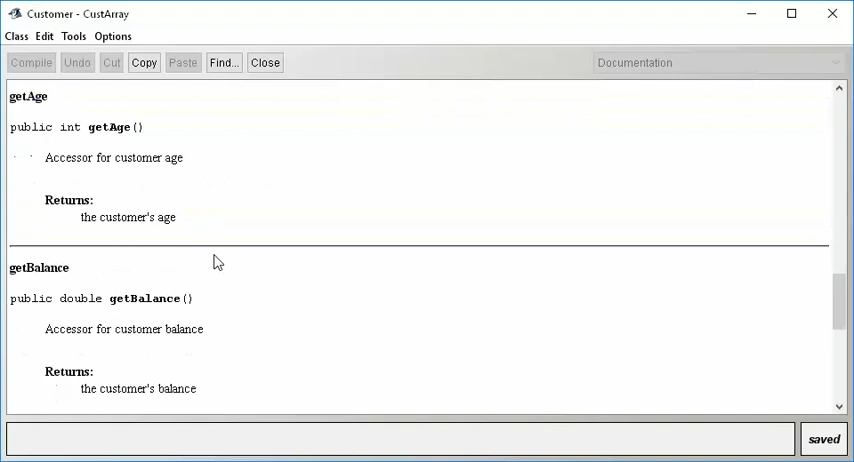 Customer - CustArray
Class Edit Tools Options
Compile Undo Cut Copy Paste Find... Close Documentation
getAge
public int getAge()
Accessor for customer age
Returns:
the customer's age
getBalance
public double getBalance()
Accessor for customer balance
Returns:
the customer's balance
saved